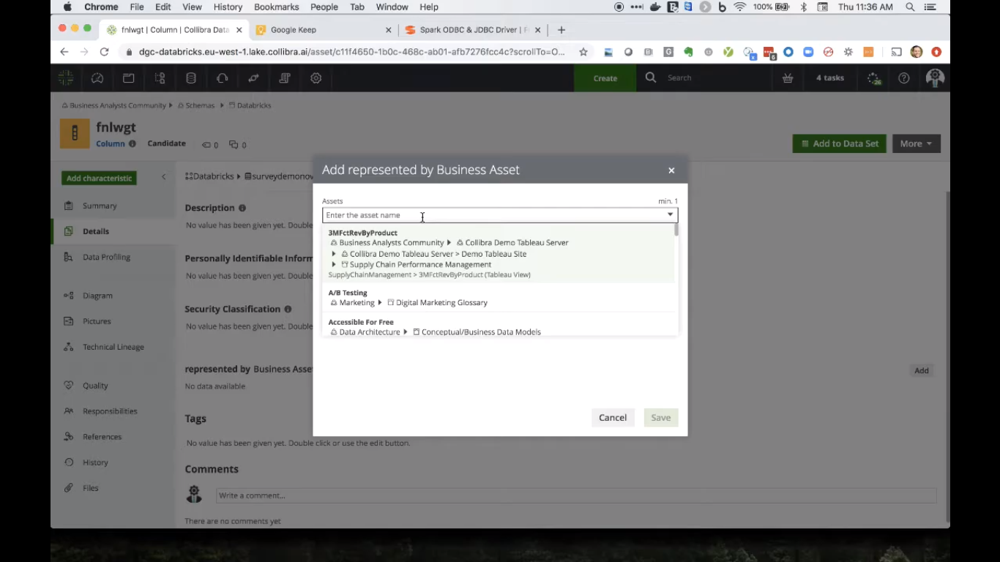 Chrome File Edit View History Bookmarks People Tab Window Help 100% Thu 11:36 AM
fnlwgt | Column | Collibra Data Google Keep Spark ODBC & JDBC Driver |
dgc-databricks.eu-west-1.lake.collibra.ai/asset/c11f4650-1b0c-468c-ab01-afb7276fcc4c?scrollTo=O...
Create Search 4 tasks
Business Analysts Community Schemas Databricks
fnlwgt
Column Candidate 0 0
Add to Data Set More
Add represented by Business Asset
Add characteristic
Databricks surveydemonov
Assets min. 1
Enter the asset name
Summary
Description
No value has been given yet. Double
Details
Data Profiling
Personally Identifiable Inform
No value has been given yet. Double
Diagram
Security Classification
Pictures
No value has been given yet. Double
Technical Lineage
3MFctRevByProduct
Business Analysts Community Collibra Demo Tableau Server
Collibra Demo Tableau Server > Demo Tableau Site
Supply Chain Performance Management
SupplyChainManagement > 3MFctRevByProduct (Tableau View)
A/B Testing
Marketing Digital Marketing Glossary
Accessible For Free
Data Architecture Conceptual/Business Data Models
represented by Business Asse
Add
No data available
Quality
Responsibilities
Cancel Save
Tags
References
No value has been given yet. Double click or use the edit button.
History
Comments
Files
Write a comment...
There are no comments yet